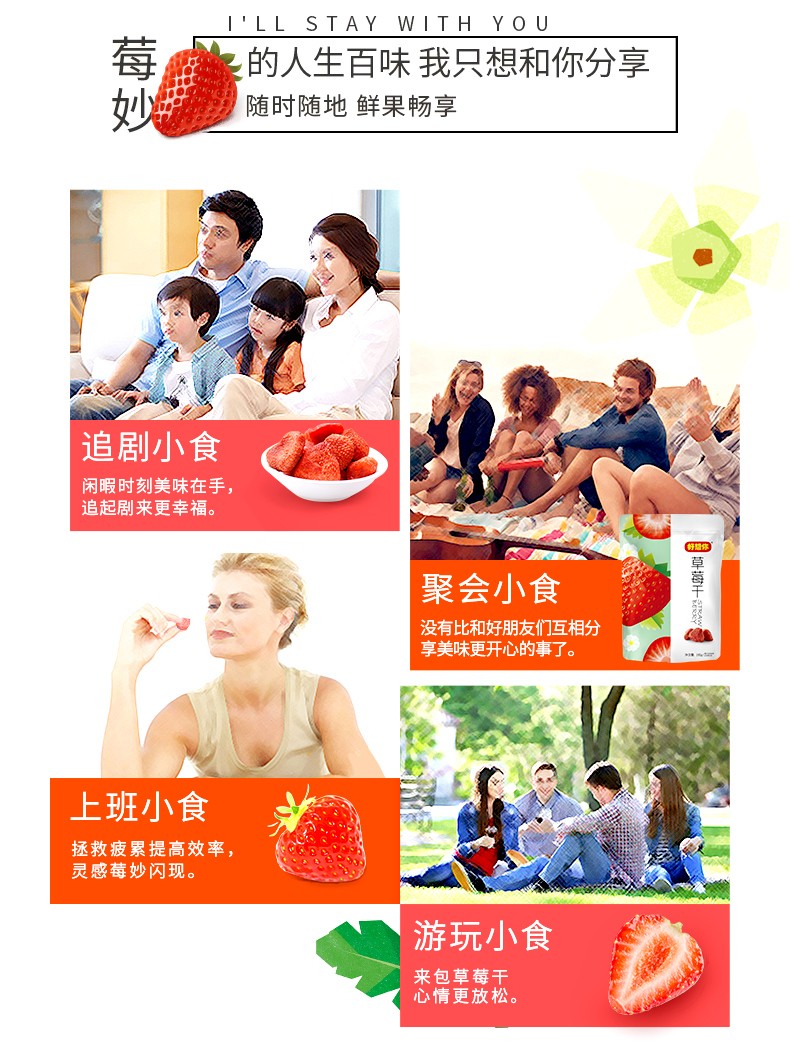 I'LL STAY WITH YOU
莓妙
的人生百味 我只想和你分享
随时随地 鲜果畅享
追剧小食
闲暇时刻美味在手，
追起剧来更幸福。
好想你
草莓干
聚会小食
没有比和好朋友们互相分
享美味更开心的事了。
上班小食
拯救疲累提高效率，
灵感莓妙闪现。
游玩小食
来包草莓干
心情更放松。